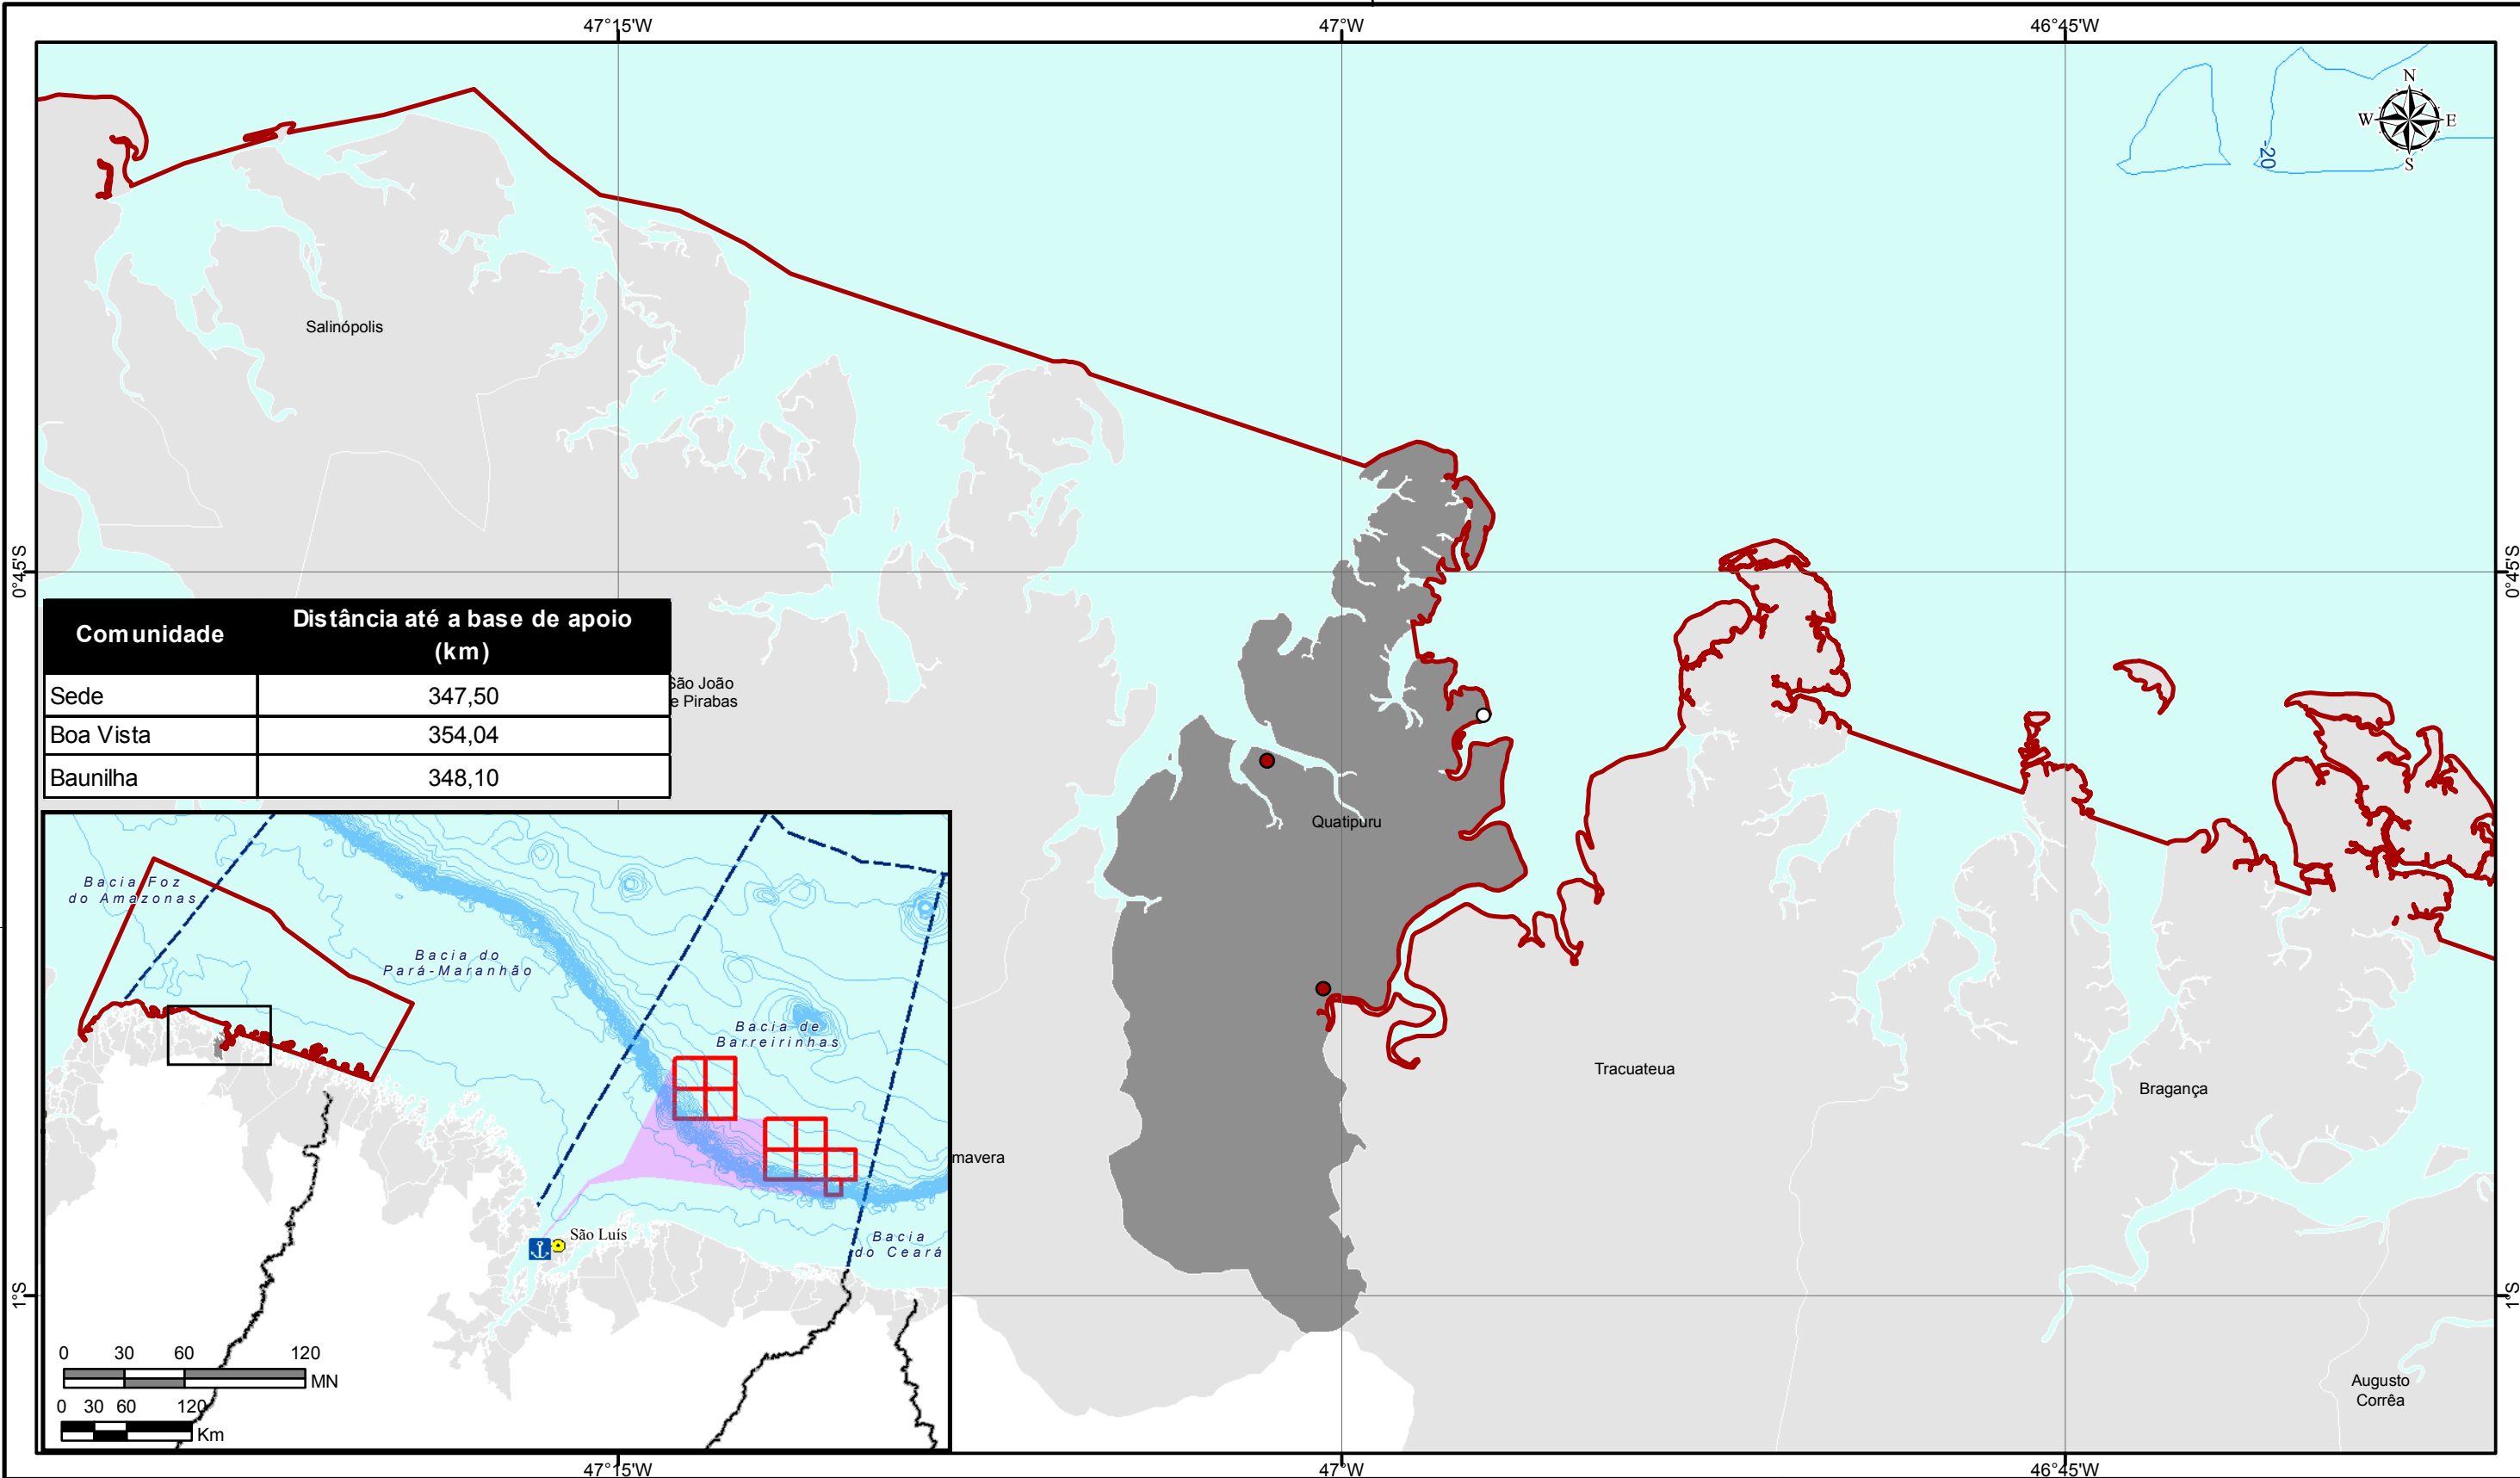 47°15'W
47°W
46°45'W
N
W
E
S
-20
Salinópolis
0°45'S
0°45'S
Comunidade
Distância até a base de apoio
(km)
Sede
347,50
Boa Vista
354,04
Baunilha
348,10
São João
e Pirabas
Quatipuru
Tracuateua
Bragança
mavera
Augusto
Corrêa
Bacia Foz
do Amazonas
Bacia do
Pará-Maranhão
Bacia de
Barreirinhas
São Luís
Bacia
do Ceará
0
30
60
120
MN
0
30
60
120
Km
1°S
1°S
47°15'W
47°W
46°45'W